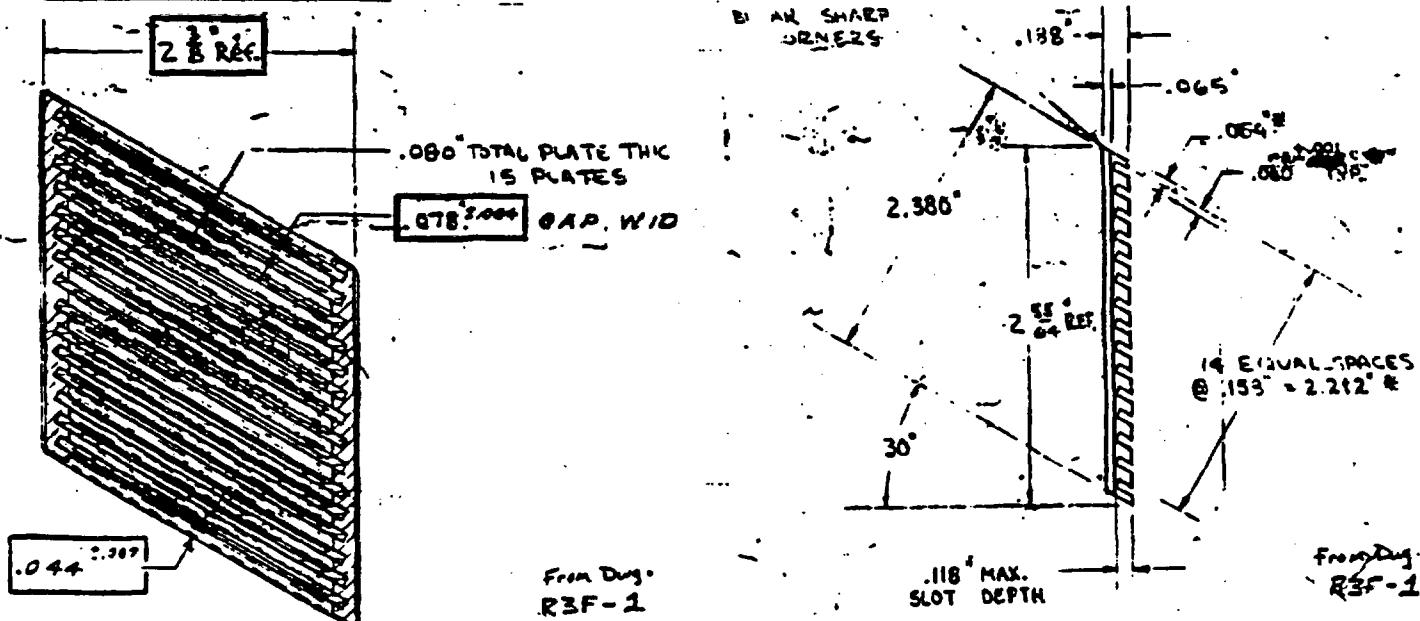 2 3/8" Ref.
.080" TOTAL PLATE THK
15 PLATES
.078" ±.004 GAP. WID
.044
From Dwg.
R3F-1
SHARP
.188"
.065"
.064" *
.080 TYP.
2.380"
2 55/64" REF.
14 EQUAL SPACES
@ .158" = 2.212" *
30°
.118" MAX.
SLOT DEPTH
From Dwg.
R3F-1